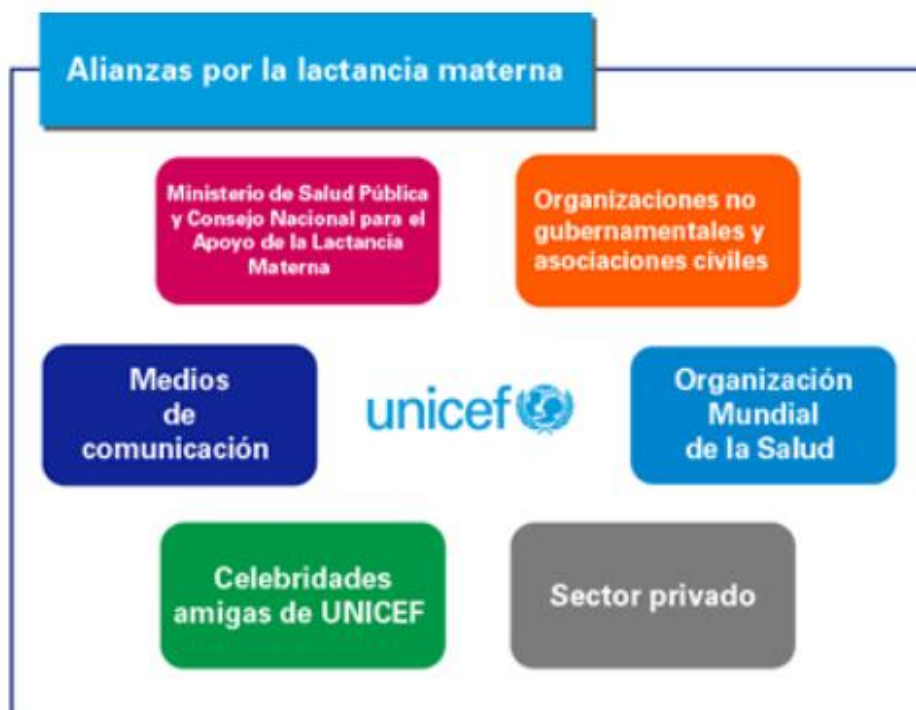 Alianzas por la lactancia materna
Ministerio de Salud Pública
y Consejo Nacional para el
Apoyo de la Lactancia
Materna
Organizaciones no
gubernamentales y
asociaciones civiles
Medios
de
comunicación
unicef
Organización
Mundial
de la Salud
Celebridades
amigas de UNICEF
Sector privado